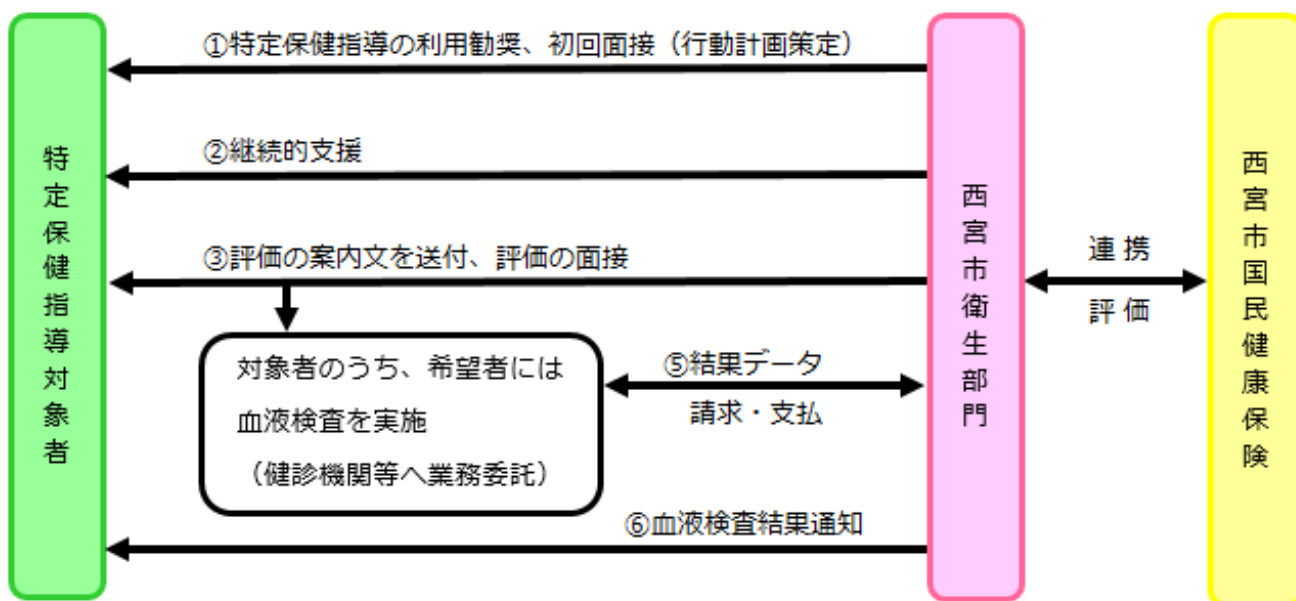 ①特定保健指導の利用勧奨、初回面接（行動計画策定）
②継続的支援
③評価の案内文を送付、評価の面接
対象者のうち、希望者には
血液検査を実施
（健診機関等へ業務委託）
⑤結果データ
請求・支払
⑥血液検査結果通知
特定保健指導対象者
西宮市衛生部門
連携
評価
西宮市国民健康保険